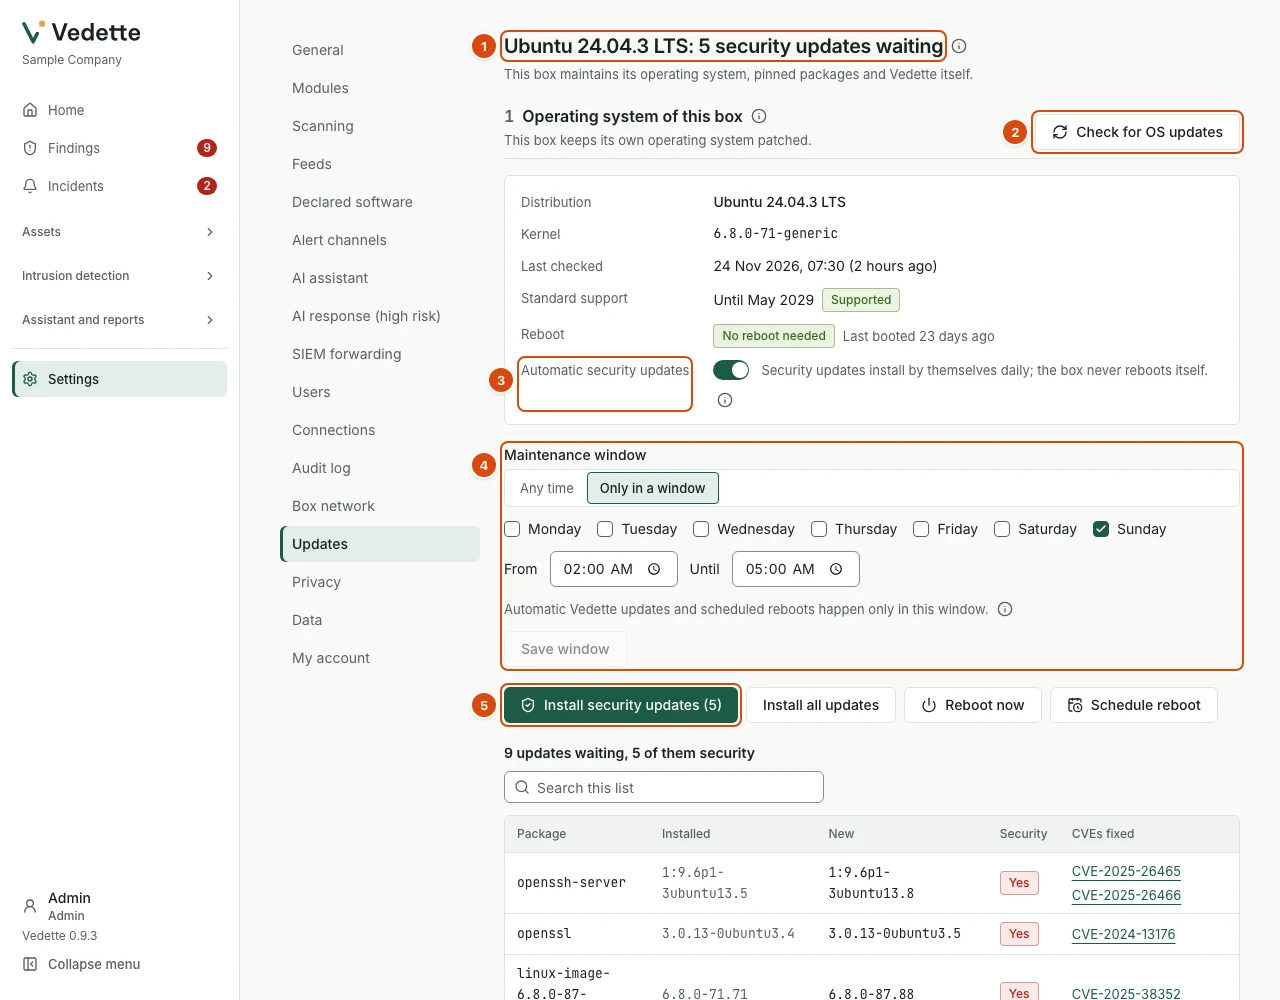 Vedette
Sample Company
Home
Findings 9
Incidents 2
Assets
Intrusion detection
Assistant and reports
Settings
Admin
Admin
Vedette 0.9.3
Collapse menu
General
Modules
Scanning
Feeds
Declared software
Alert channels
AI assistant
AI response (high risk)
SIEM forwarding
Users
Connections
Audit log
Box network
Updates
Privacy
Data
My account
1 Ubuntu 24.04.3 LTS: 5 security updates waiting
This box maintains its operating system, pinned packages and Vedette itself.
1 Operating system of this box
This box keeps its own operating system patched.
2 Check for OS updates
Distribution Ubuntu 24.04.3 LTS
Kernel 6.8.0-71-generic
Last checked 24 Nov 2026, 07:30 (2 hours ago)
Standard support Until May 2029 Supported
Reboot No reboot needed Last booted 23 days ago
3 Automatic security updates Security updates install by themselves daily; the box never reboots itself.
4 Maintenance window
Any time Only in a window
Monday Tuesday Wednesday Thursday Friday Saturday Sunday
From 02:00 AM Until 05:00 AM
Automatic Vedette updates and scheduled reboots happen only in this window.
Save window
5 Install security updates (5) Install all updates Reboot now Schedule reboot
9 updates waiting, 5 of them security
Search this list
Package Installed New Security CVEs fixed
openssh-server 1:9.6p1-3ubuntu13.5 1:9.6p1-3ubuntu13.8 Yes CVE-2025-26465
CVE-2025-26466
openssl 3.0.13-0ubuntu3.4 3.0.13-0ubuntu3.5 Yes CVE-2024-13176
linux-image-
6.8.0-87- 6.8.0-71.71 6.8.0-87.88 Yes CVE-2025-38352